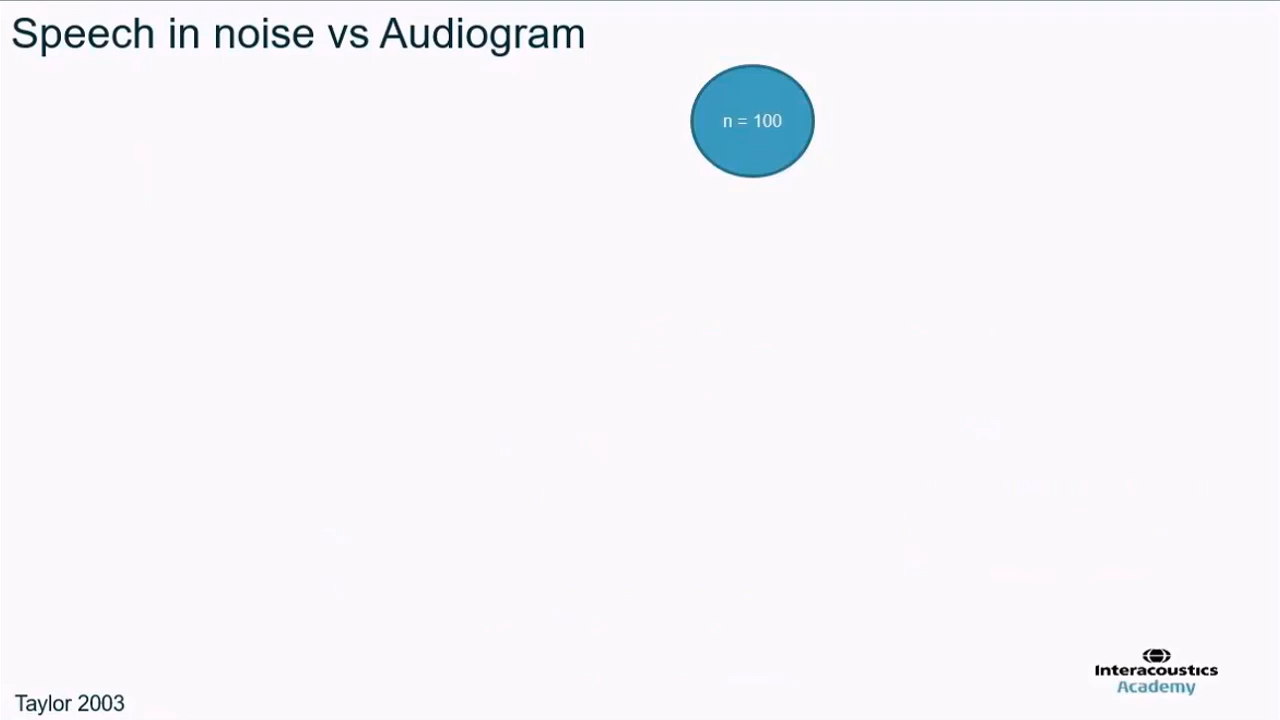 Speech in noise vs Audiogram
n = 100
Interacoustics
Academy
Taylor 2003